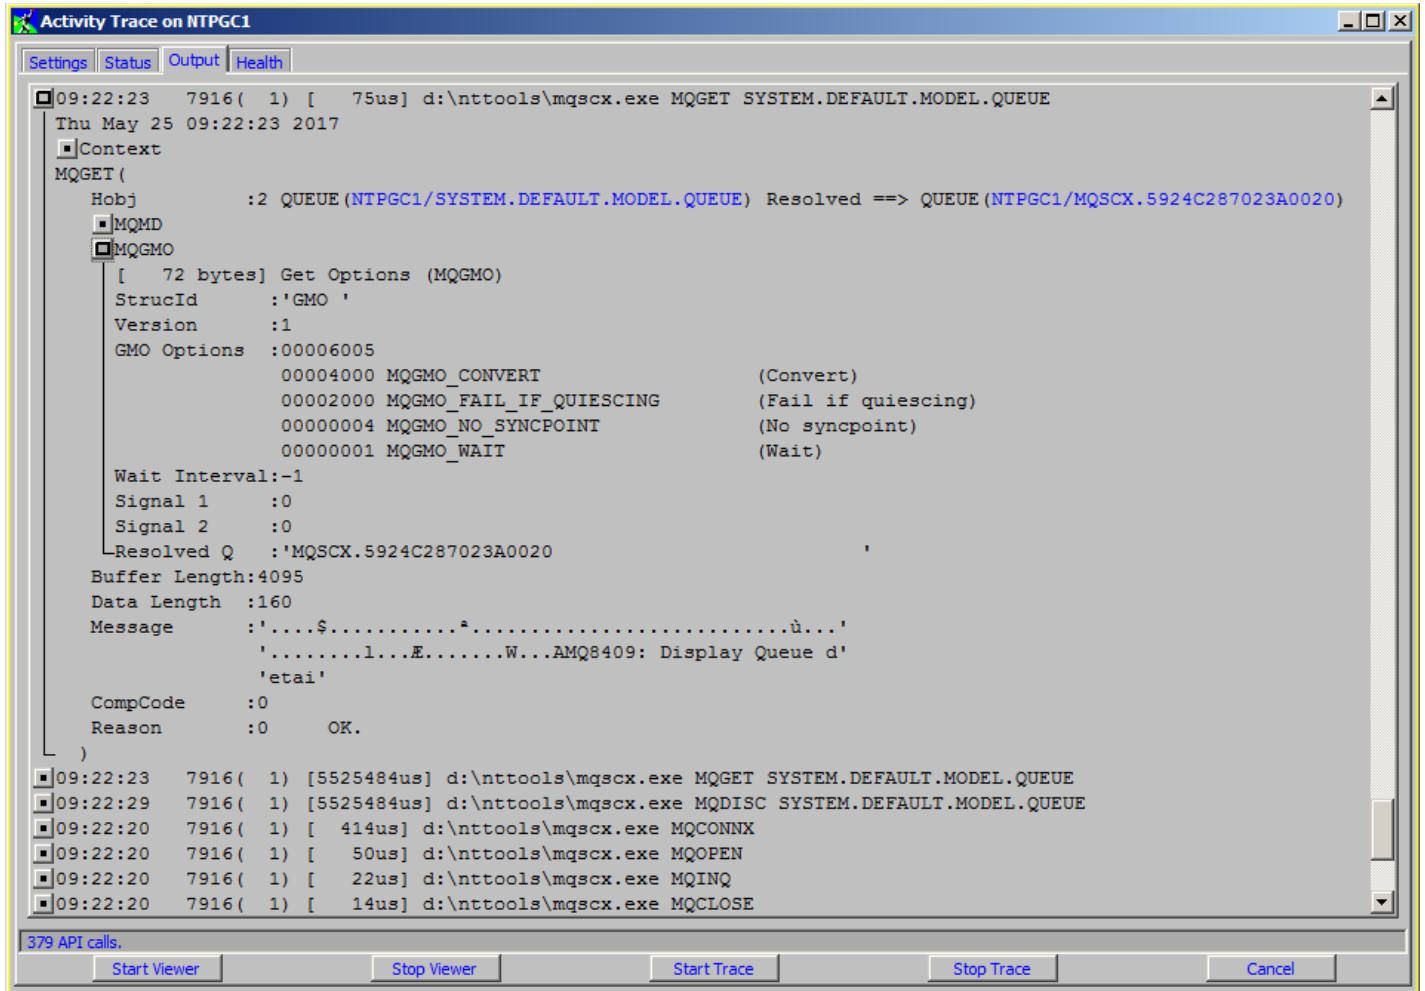 Activity Trace on NTPGC1
Settings Status Output Health
09:22:23   7916(  1) [   75us] d:\nttools\mqscx.exe MQGET SYSTEM.DEFAULT.MODEL.QUEUE
Thu May 25 09:22:23 2017
Context
MQGET(
Hobj         :2 QUEUE(NTPGC1/SYSTEM.DEFAULT.MODEL.QUEUE) Resolved ==> QUEUE(NTPGC1/MQSCX.5924C287023A0020)
MQMD
MQGMO
[   72 bytes] Get Options (MQGMO)
StrucId      :'GMO '
Version      :1
GMO Options  :00006005
00004000 MQGMO_CONVERT                  (Convert)
00002000 MQGMO_FAIL_IF_QUIESCING        (Fail if quiescing)
00000004 MQGMO_NO_SYNCPOINT             (No syncpoint)
00000001 MQGMO_WAIT                     (Wait)
Wait Interval:-1
Signal 1     :0
Signal 2     :0
Resolved Q   :'MQSCX.5924C287023A0020                          '
Buffer Length:4095
Data Length  :160
Message      :'....$...........ª...........................ù...'
'........l...Æ.......W...AMQ8409: Display Queue d'
'etai'
CompCode     :0
Reason       :0     OK.
)
09:22:23   7916(  1) [5525484us] d:\nttools\mqscx.exe MQGET SYSTEM.DEFAULT.MODEL.QUEUE
09:22:29   7916(  1) [5525484us] d:\nttools\mqscx.exe MQDISC SYSTEM.DEFAULT.MODEL.QUEUE
09:22:20   7916(  1) [  414us] d:\nttools\mqscx.exe MQCONNX
09:22:20   7916(  1) [   50us] d:\nttools\mqscx.exe MQOPEN
09:22:20   7916(  1) [   22us] d:\nttools\mqscx.exe MQINQ
09:22:20   7916(  1) [   14us] d:\nttools\mqscx.exe MQCLOSE
379 API calls.
Start Viewer Stop Viewer Start Trace Stop Trace Cancel